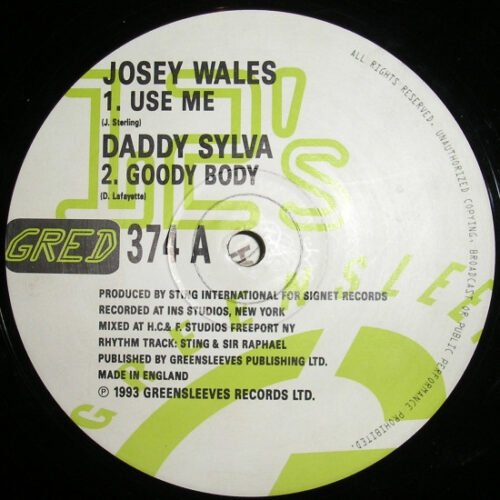 12's
JOSEY WALES
1. USE ME
(J. Sterling)
DADDY SYLVA
2. GOODY BODY
(D. Lafayette)
GRED 374 A
PRODUCED BY STING INTERNATIONAL FOR SIGNET RECORDS
RECORDED AT INS STUDIOS, NEW YORK
MIXED AT H.C.& F. STUDIOS FREEPORT NY
RHYTHM TRACK: STING & SIR RAPHAEL
PUBLISHED BY GREENSLEEVES PUBLISHING LTD.
MADE IN ENGLAND
℗ 1993 GREENSLEEVES RECORDS LTD.
ALL RIGHTS RESERVED. UNAUTHORIZED COPYING, BROADCAST OR PUBLIC PERFORMANCE PROHIBITED.
GREENSLEE